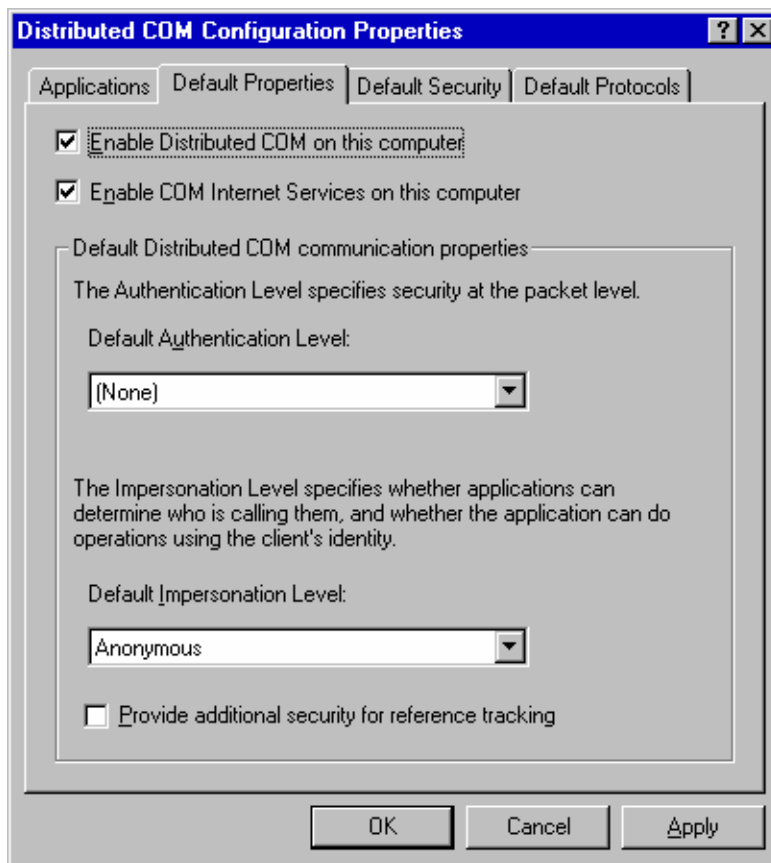 Distributed COM Configuration Properties
Applications Default Properties Default Security Default Protocols
Enable Distributed COM on this computer
Enable COM Internet Services on this computer
Default Distributed COM communication properties
The Authentication Level specifies security at the packet level.
Default Authentication Level:
(None)
The Impersonation Level specifies whether applications can
determine who is calling them, and whether the application can do
operations using the client's identity.
Default Impersonation Level:
Anonymous
Provide additional security for reference tracking
OK Cancel Apply